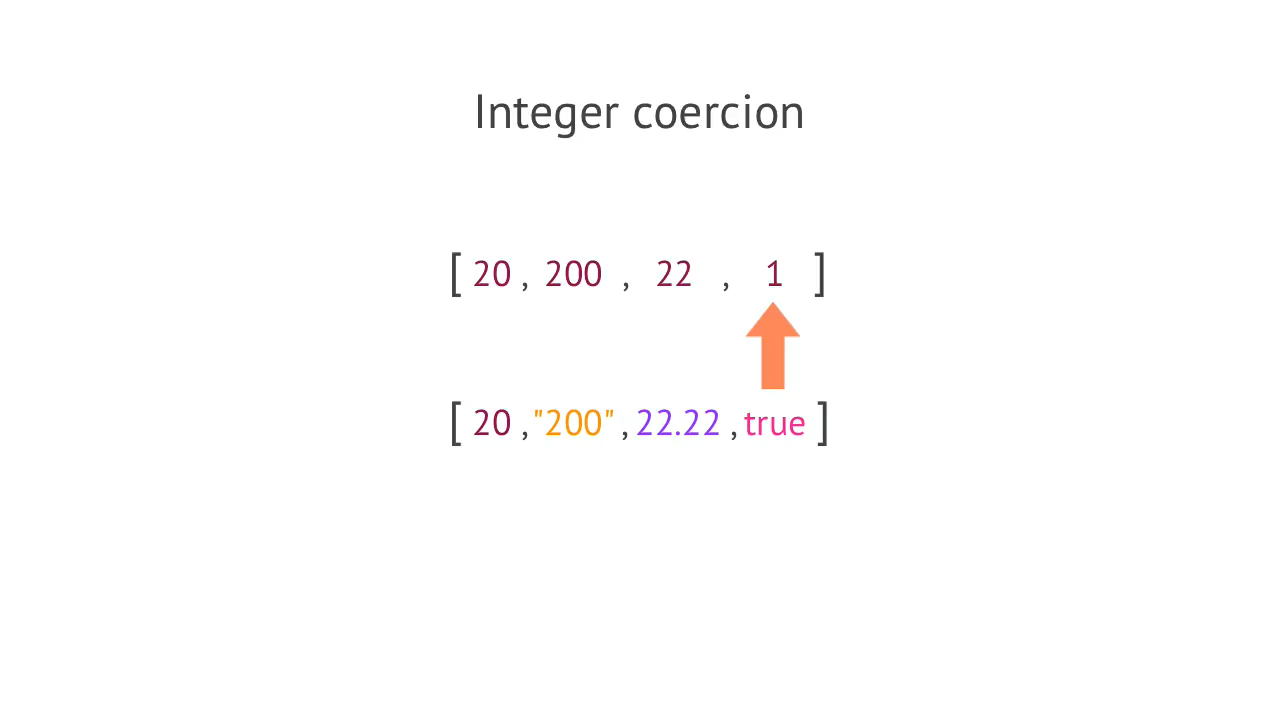 Integer coercion
[ 20 , 200 , 22 , 1 ]
[ 20 ,"200" , 22.22 , true ]